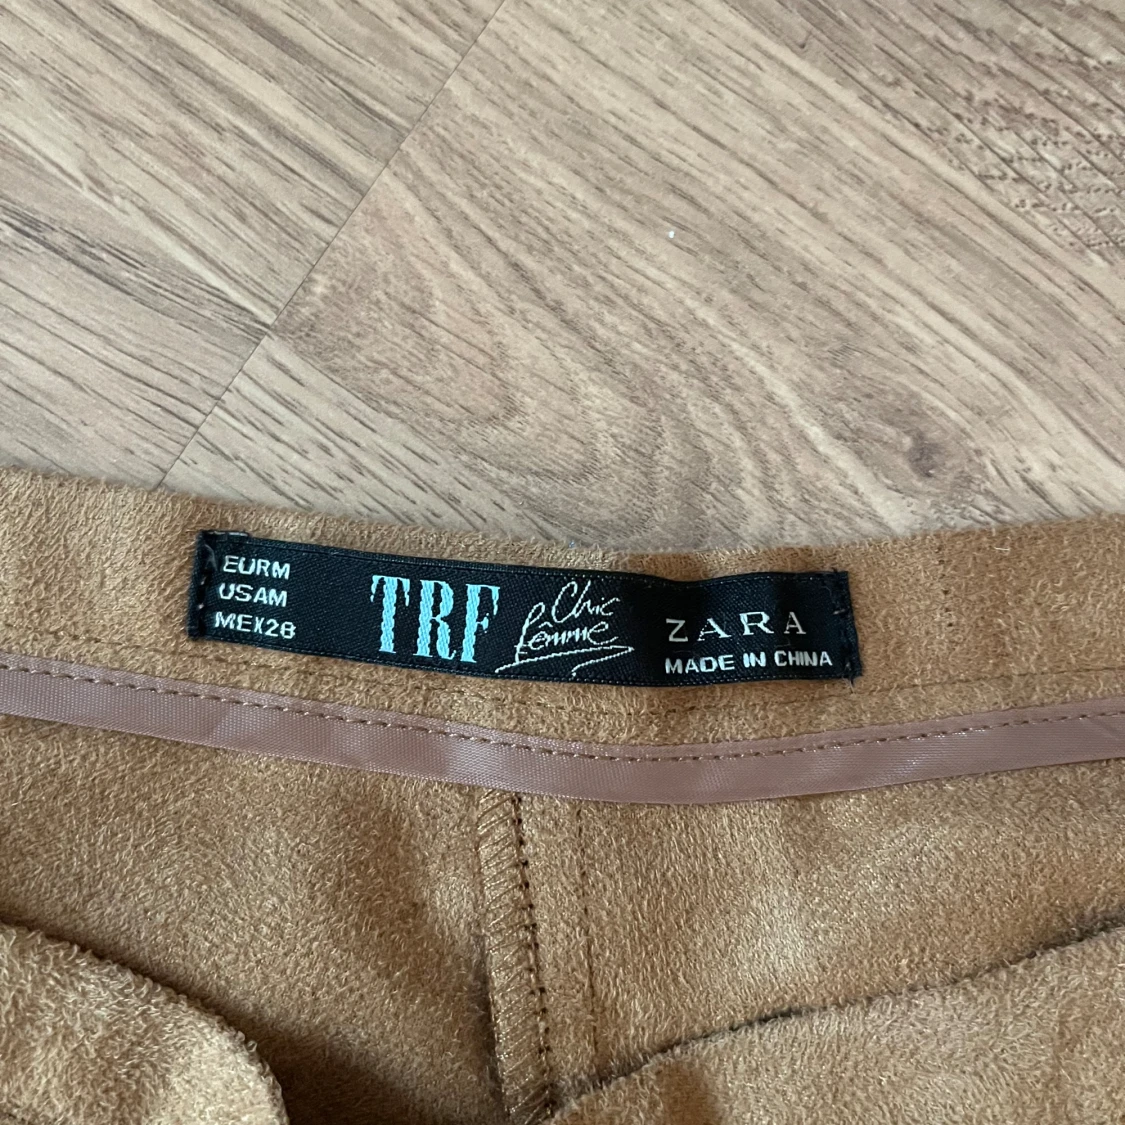 EURM
USAM
MEX28
TRF
Chic
Femme
ZARA
MADE IN CHINA